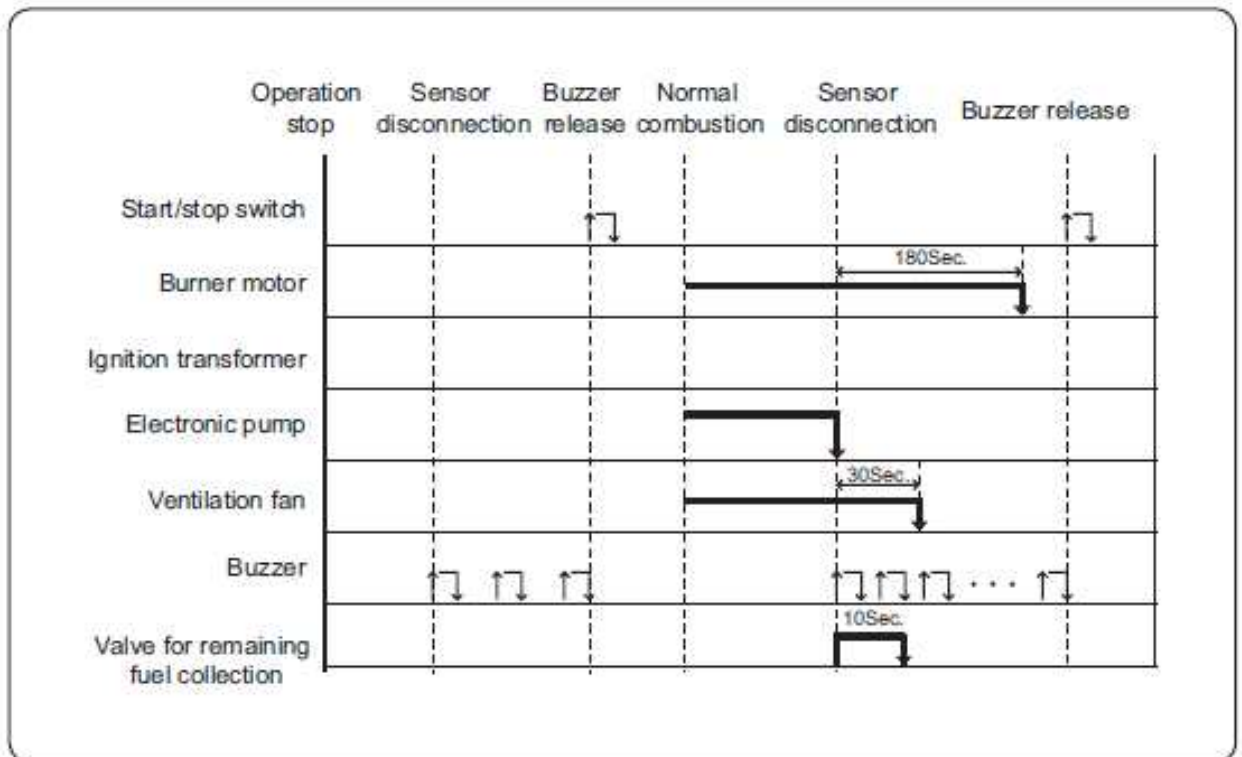 Operation
stop
Sensor
disconnection
Buzzer
release
Normal
combustion
Sensor
disconnection
Buzzer release
Start/stop switch
180Sec.
Burner motor
Ignition transformer
Electronic pump
30Sec.
Ventilation fan
Buzzer
10Sec.
Valve for remaining
fuel collection